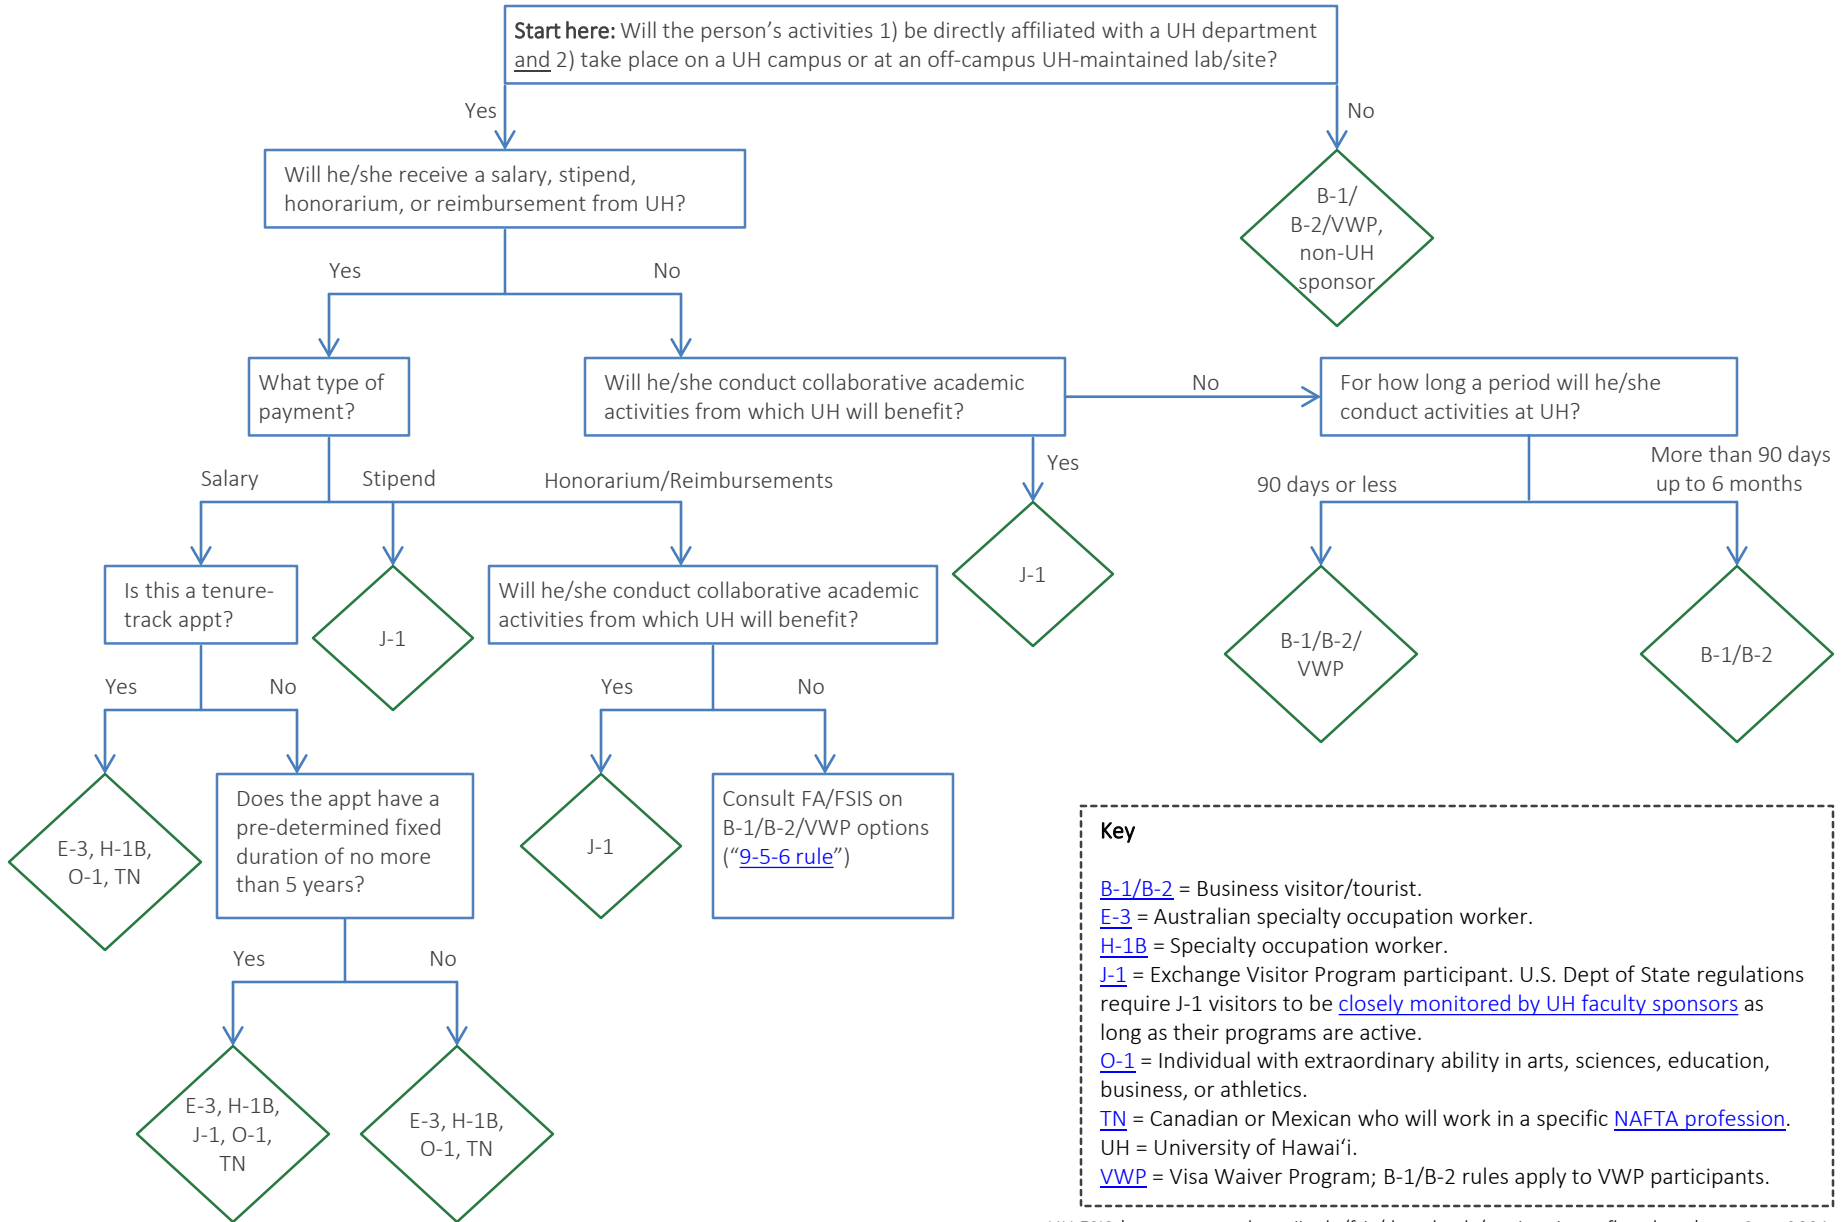 Start here: Will the person's activities 1) be directly affiliated with a UH department
and 2) take place on a UH campus or at an off-campus UH-maintained lab/site?
Yes
No
Will he/she receive a salary, stipend,
honorarium, or reimbursement from UH?
B-1/
B-2/VWP,
non-UH
sponsor
Yes
No
What type of
payment?
Will he/she conduct collaborative academic
activities from which UH will benefit?
No
For how long a period will he/she
conduct activities at UH?
Salary
Stipend
Honorarium/Reimbursements
Yes
90 days or less
More than 90 days
up to 6 months
Is this a tenure-
track appt?
J-1
Will he/she conduct collaborative academic
activities from which UH will benefit?
J-1
B-1/B-2/
VWP
B-1/B-2
Yes
No
Yes
No
E-3, H-1B,
O-1, TN
Does the appt have a
pre-determined fixed
duration of no more
than 5 years?
J-1
Consult FA/FSIS on
B-1/B-2/VWP options
("9-5-6 rule")
Yes
No
E-3, H-1B,
J-1, O-1,
TN
E-3, H-1B,
O-1, TN
Key
B-1/B-2 = Business visitor/tourist.
E-3 = Australian specialty occupation worker.
H-1B = Specialty occupation worker.
J-1 = Exchange Visitor Program participant. U.S. Dept of State regulations
require J-1 visitors to be closely monitored by UH faculty sponsors as
long as their programs are active.
O-1 = Individual with extraordinary ability in arts, sciences, education,
business, or athletics.
TN = Canadian or Mexican who will work in a specific NAFTA profession.
UH = University of Hawaiʻi.
VWP = Visa Waiver Program; B-1/B-2 rules apply to VWP participants.